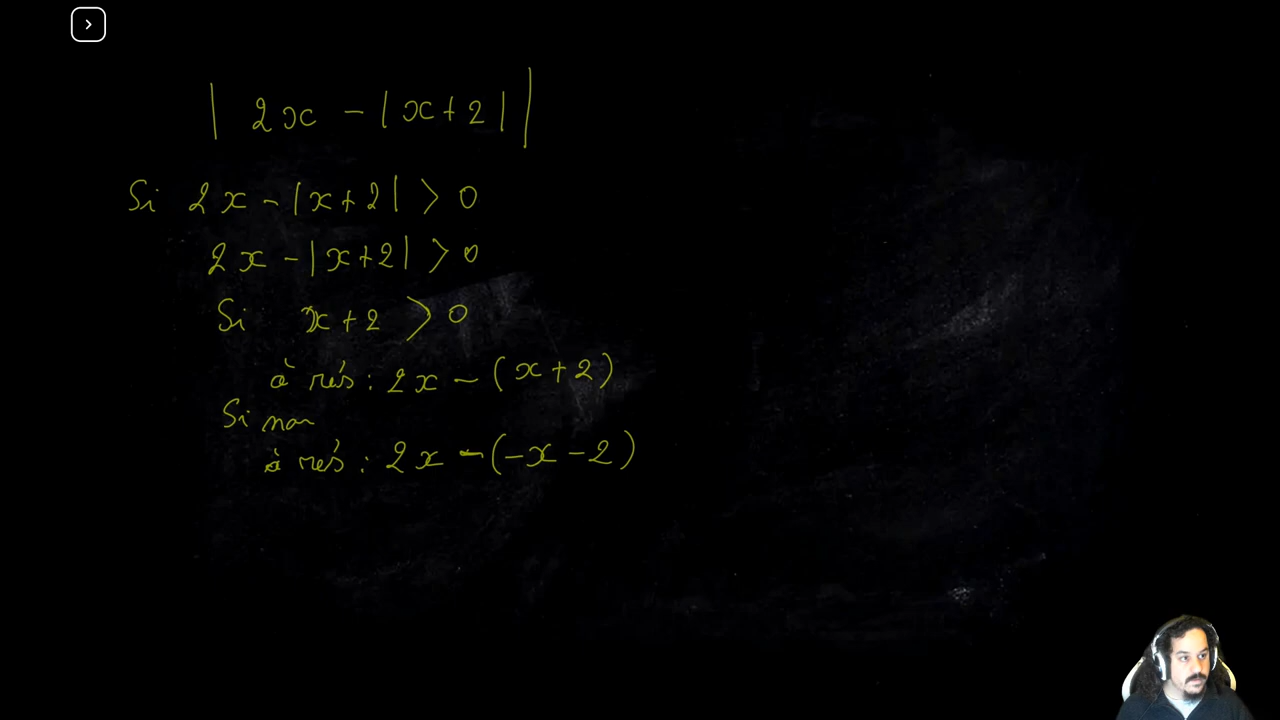 | 2x - |x+2| |
Si 2x - |x+2| > 0
2x - |x+2| > 0
Si x+2 > 0
à rés : 2x - (x+2)
Si non
à rés : 2x - (-x-2)